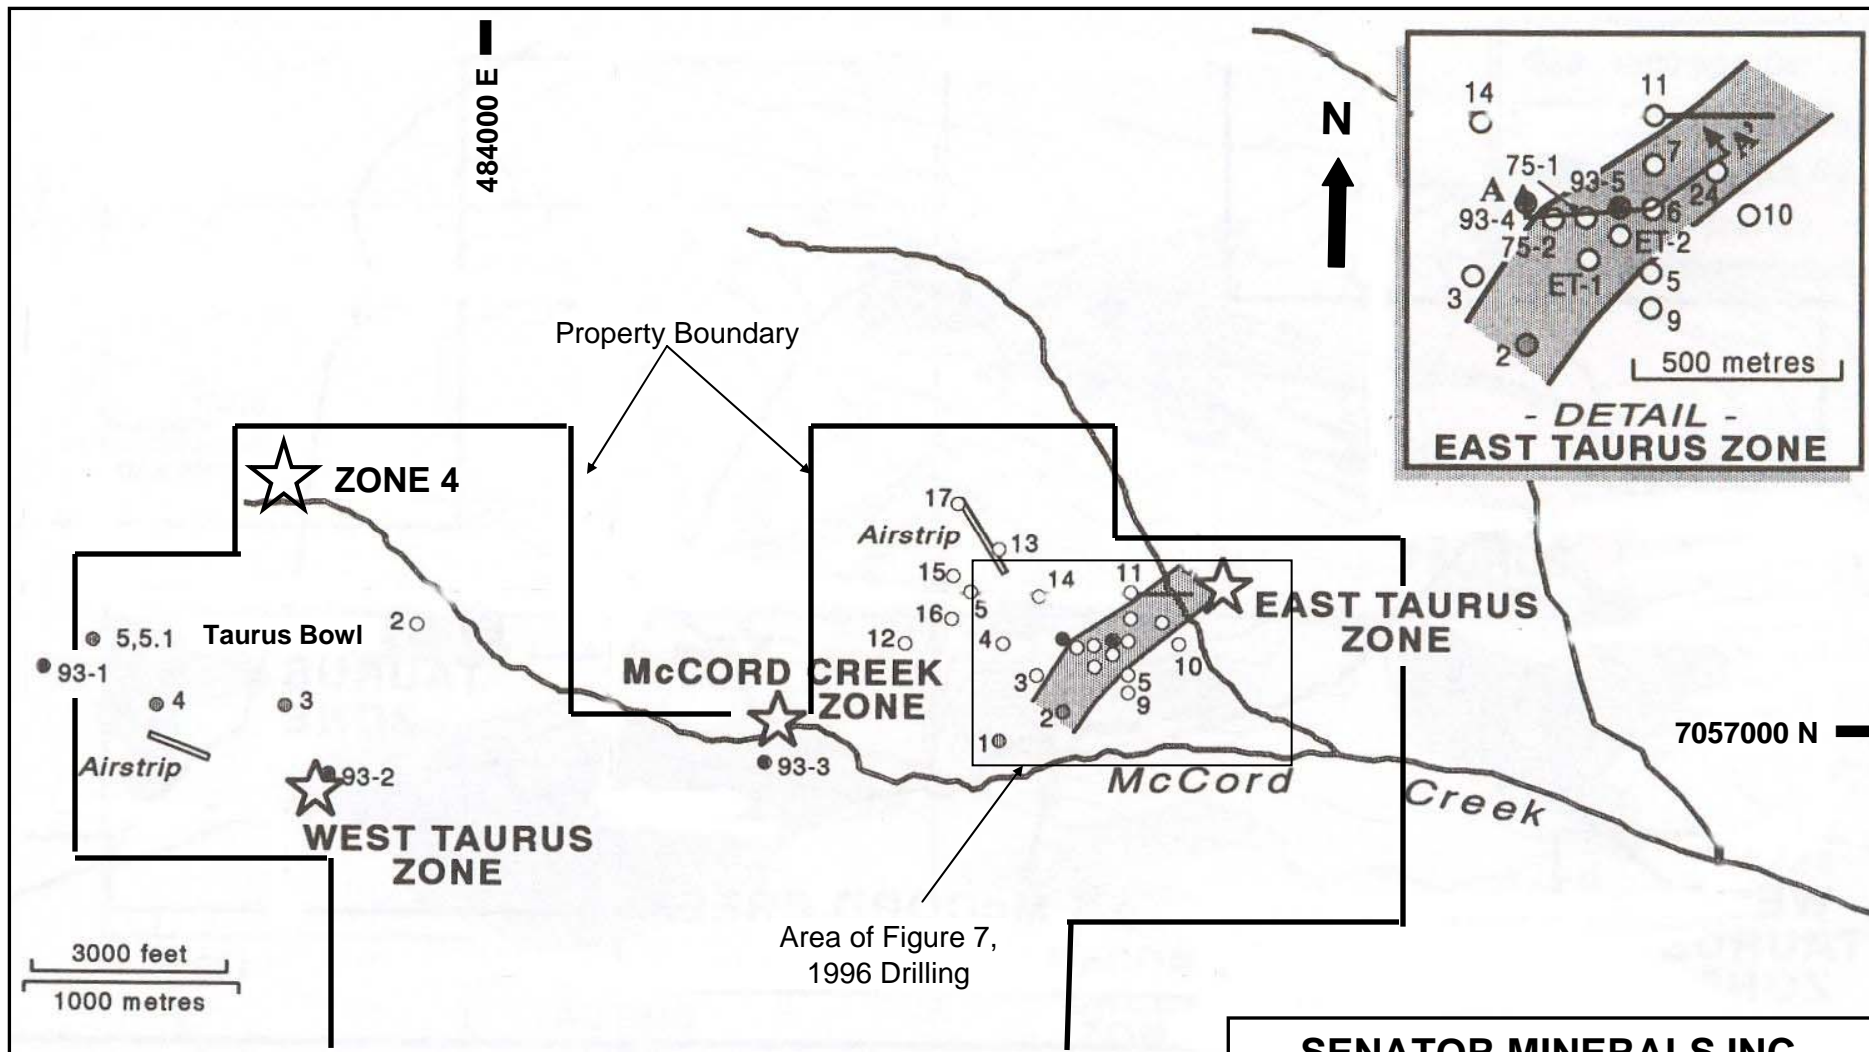 484000 E
N
14
11
7
75-1
93-5
A
A'
24
93-4
6
10
75-2
ET-2
ET-1
3
5
9
2
500 metres
- DETAIL -
EAST TAURUS ZONE
Property Boundary
ZONE 4
17
Airstrip
13
15
14
11
5
16
EAST TAURUS
ZONE
2
5,5.1
Taurus Bowl
12
4
10
93-1
McCORD CREEK
ZONE
3
5
9
4
3
2
1
7057000 N
Airstrip
93-2
93-3
McCord Creek
WEST TAURUS
ZONE
Area of Figure 7,
1996 Drilling
3000 feet
1000 metres
SENATOR MINERALS INC